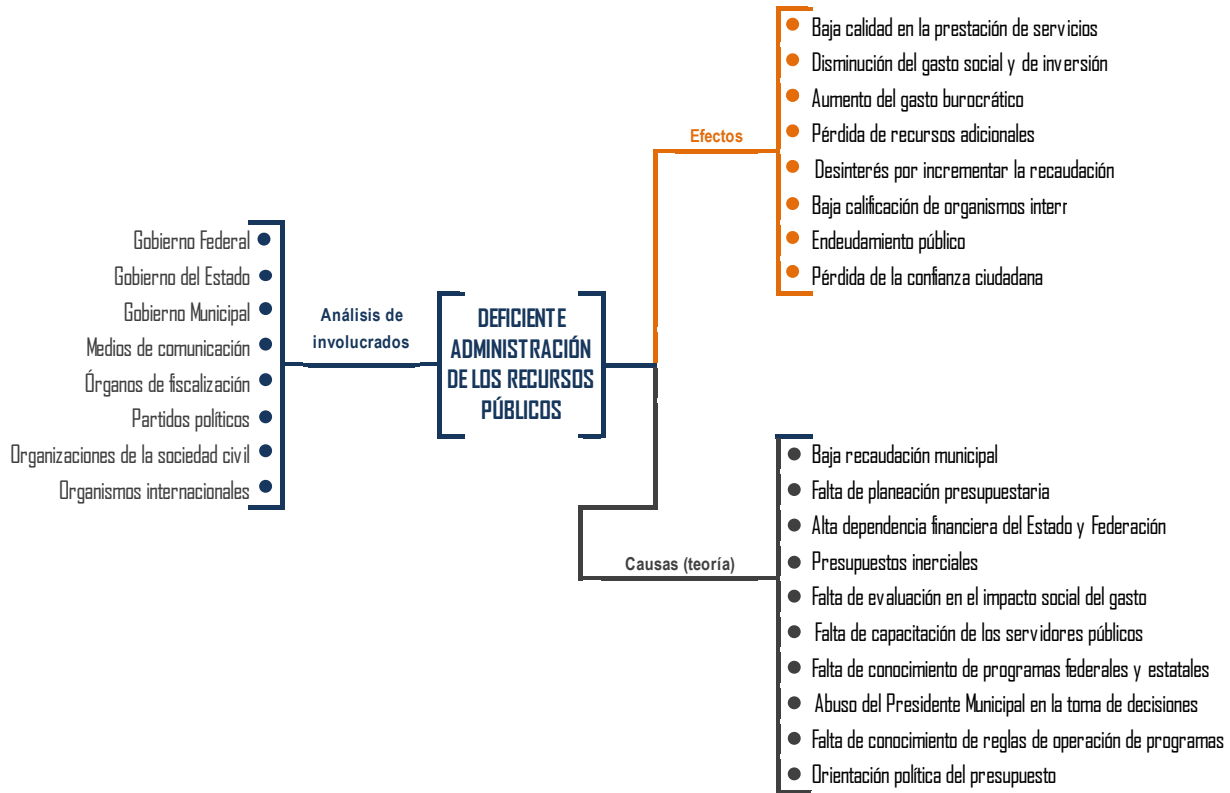 Gobierno Federal
Gobierno del Estado
Gobierno Municipal
Medios de comunicación
Órganos de fiscalización
Partidos políticos
Organizaciones de la sociedad civil
Organismos internacionales
Análisis de
involucrados
DEFICIENTE
ADMINISTRACIÓN
DE LOS RECURSOS
PÚBLICOS
Efectos
Baja calidad en la prestación de servicios
Disminución del gasto social y de inversión
Aumento del gasto burocrático
Pérdida de recursos adicionales
Desinterés por incrementar la recaudación
Baja calificación de organismos
Endeudamiento público
Pérdida de la confianza ciudadana
Causas (teoría)
Baja recaudación municipal
Falta de planeación presupuestaria
Alta dependencia financiera del Estado y Federación
Presupuestos inerciales
Falta de evaluación en el impacto social del gasto
Falta de capacitación de los servidores públicos
Falta de conocimiento de programas federales y estatales
Abuso del Presidente Municipal en la toma de decisiones
Falta de conocimiento de reglas de operación de programas
Orientación política del presupuesto